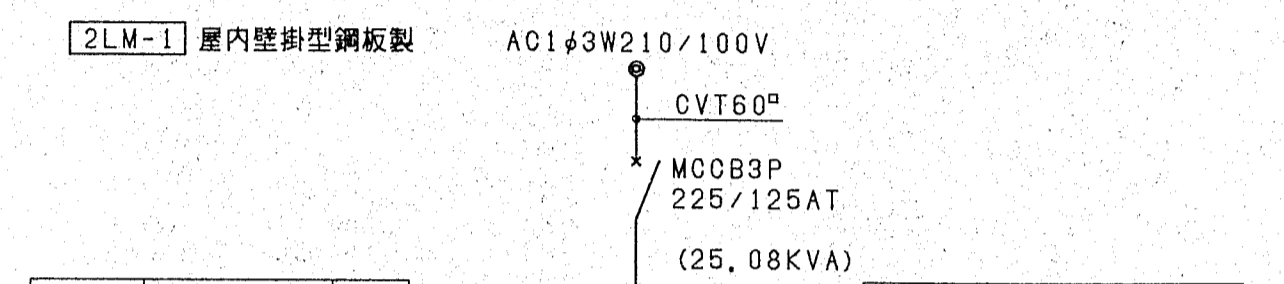 2LM-1 屋内壁掛型鋼板製
AC1φ3W210/100V
CVT60□
MCCB3P
225/125AT
(25.08KVA)